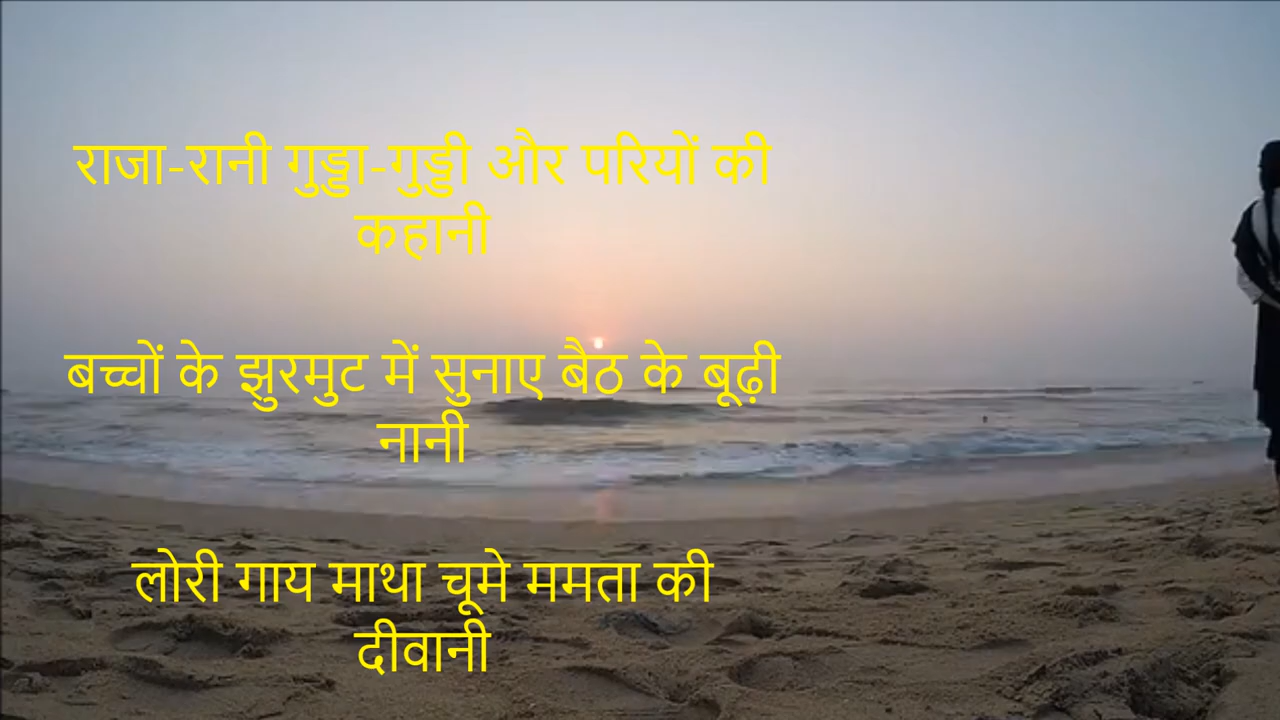 राजा-रानी गुड्डा-गुड्डी और परियों की
कहानी
बच्चों के झुरमुट में सुनाए बैठ के बूढ़ी
नानी
लोरी गाय माथा चूमे ममता की
दीवानी